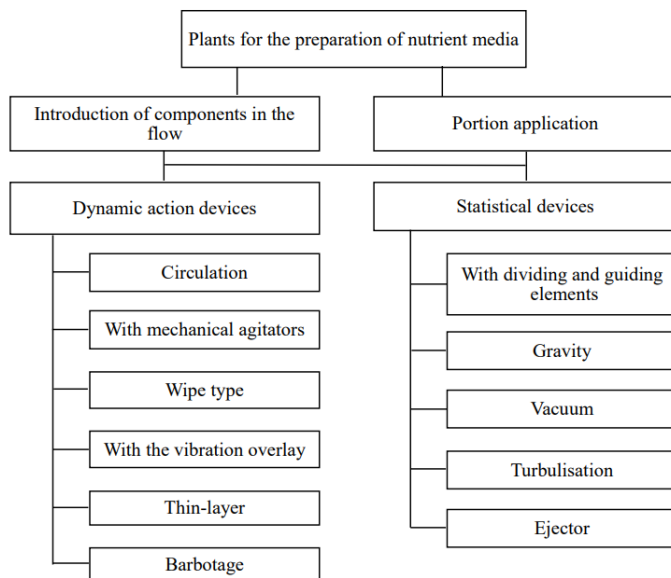 Plants for the preparation of nutrient media
Introduction of components in the
flow
Portion application
Dynamic action devices
Statistical devices
Circulation
With mechanical agitators
Wipe type
With the vibration overlay
Thin-layer
Barbotage
With dividing and guiding
elements
Gravity
Vacuum
Turbulisation
Ejector